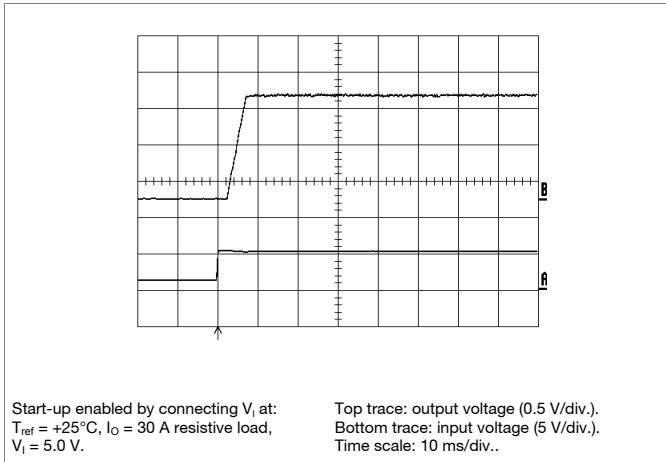 B
A
Start-up enabled by connecting VI at:
Tref = +25°C, IO = 30 A resistive load,
VI = 5.0 V.
Top trace: output voltage (0.5 V/div.).
Bottom trace: input voltage (5 V/div.).
Time scale: 10 ms/div..